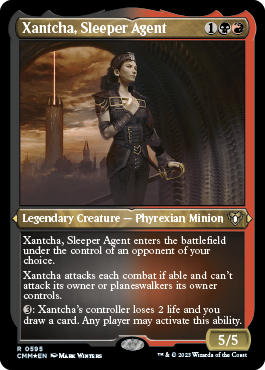 Xantcha, Sleeper Agent 1
Legendary Creature — Phyrexian Minion
Xantcha, Sleeper Agent enters the battlefield
under the control of an opponent of your
choice.
Xantcha attacks each combat if able and can't
attack its owner or planeswalkers its owner
controls.
3: Xantcha's controller loses 2 life and you
draw a card. Any player may activate this ability.
5/5
R 0595
CMM★EN Mark Winters
™ & © 2023 Wizards of the Coast